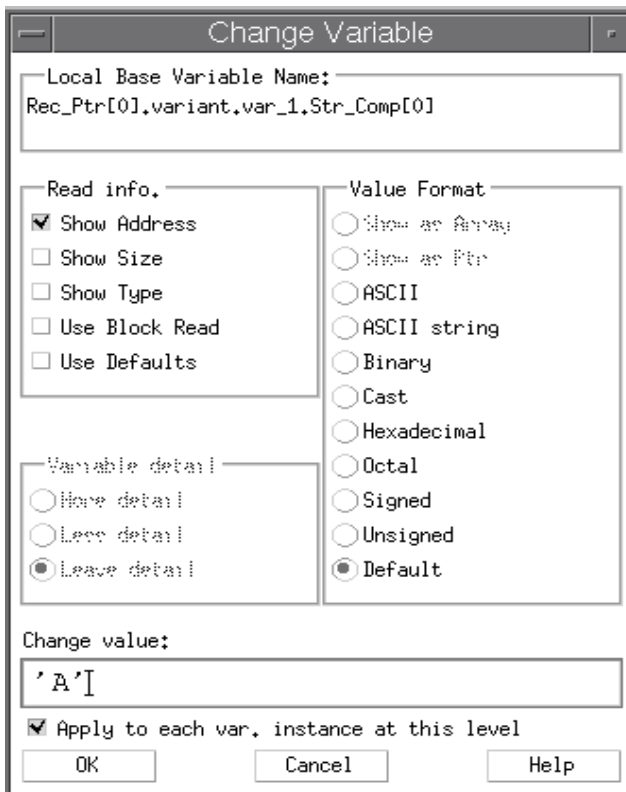 Change Variable
Local Base Variable Name:
Rec_Ptr[0].variant.var_1.Str_Comp[0]
Read info.
Show Address
Show Size
Show Type
Use Block Read
Use Defaults
Variable detail
More detail
Less detail
Leave detail
Value Format
Show as Array
Show as Ptr
ASCII
ASCII string
Binary
Cast
Hexadecimal
Octal
Signed
Unsigned
Default
Change value:
'A'
Apply to each var. instance at this level
OK Cancel Help